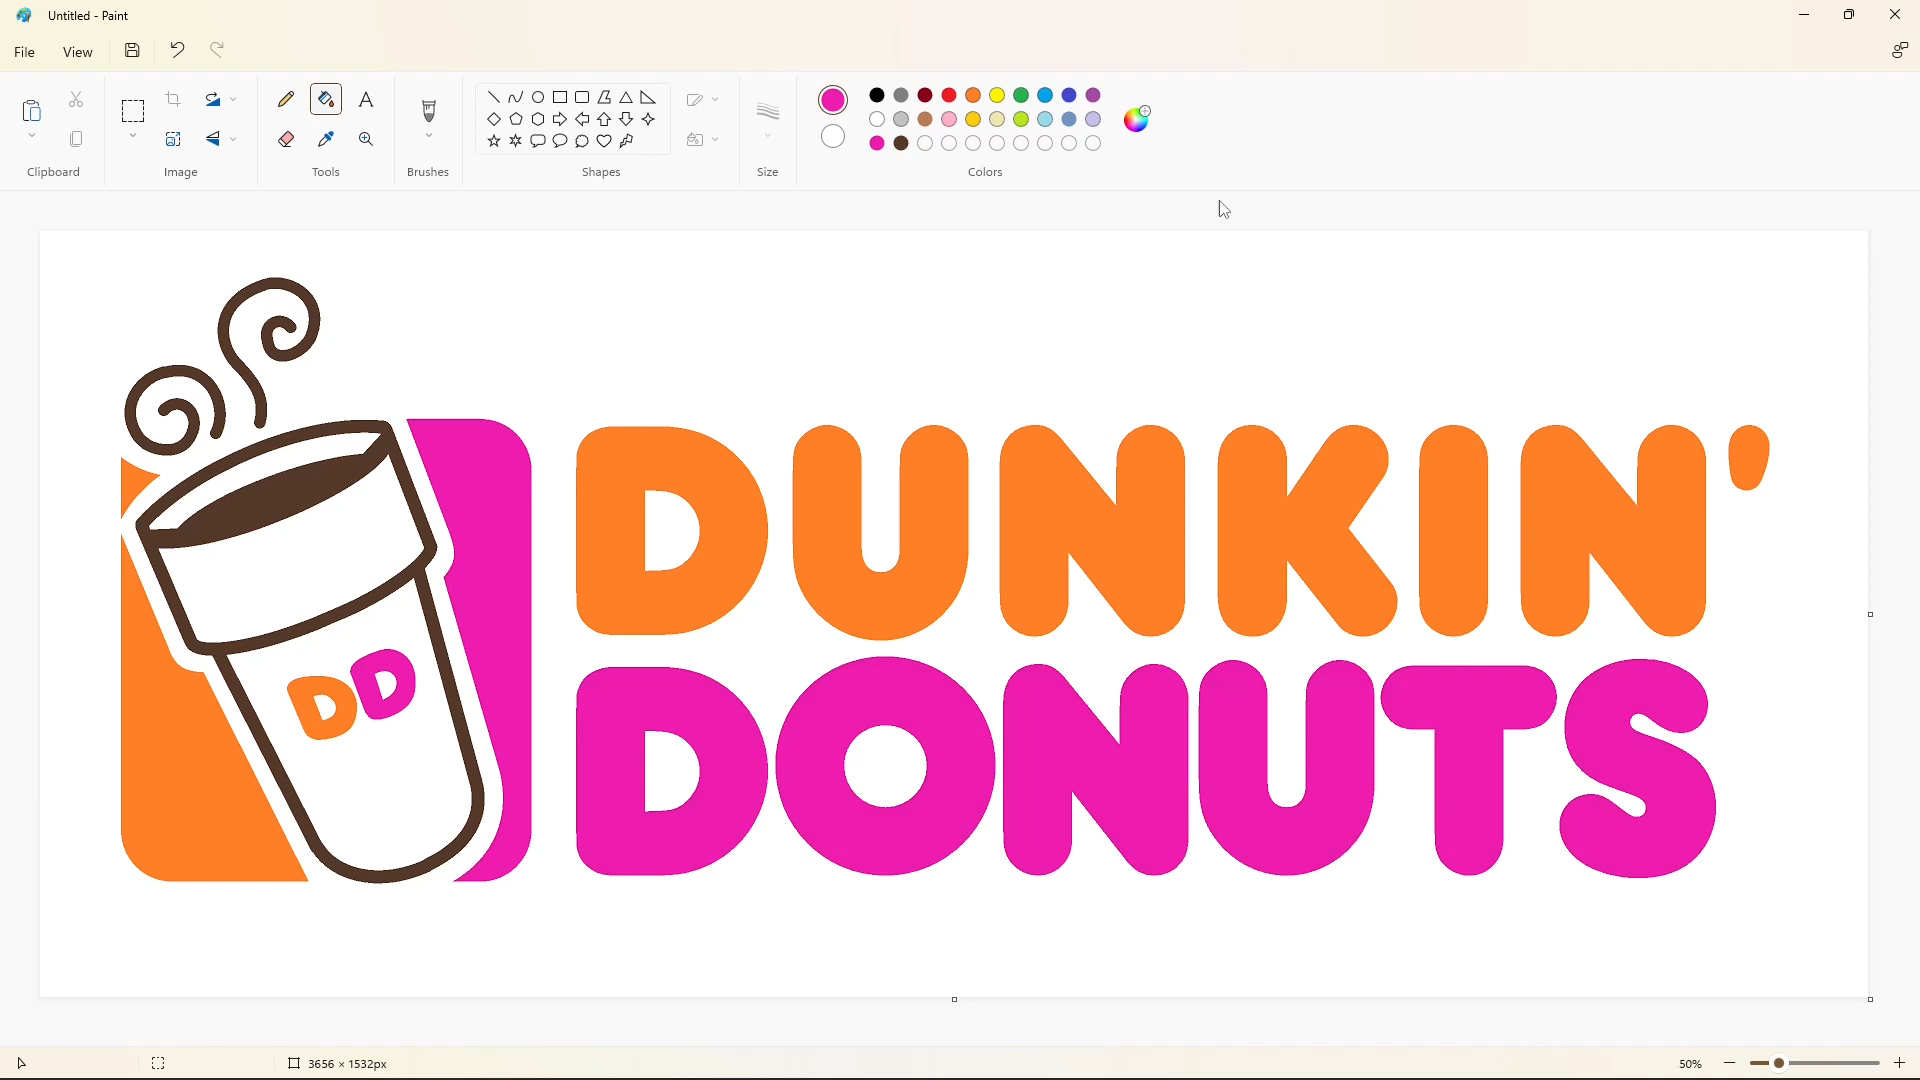 Untitled - Paint
File View
Clipboard Image Tools Brushes Shapes Size Colors
DUNKIN'
DONUTS
DD
3656 × 1532px
50%